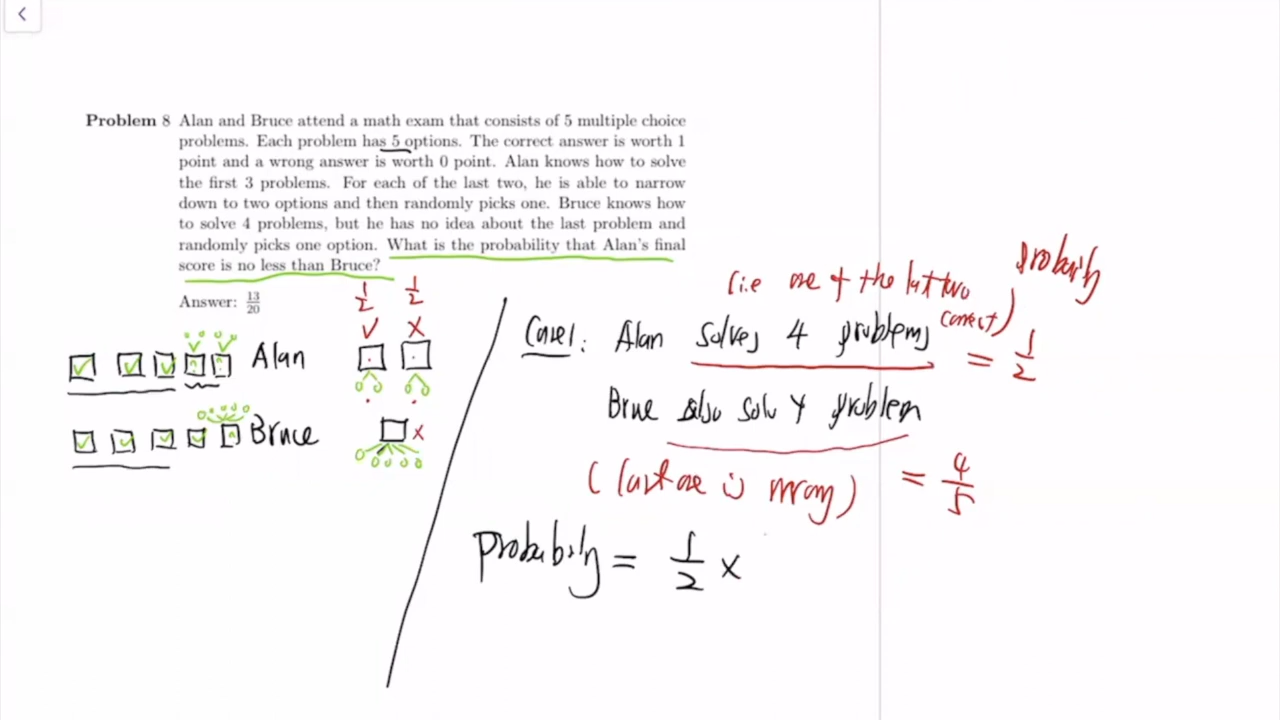 Problem 8 Alan and Bruce attend a math exam that consists of 5 multiple choice
problems. Each problem has 5 options. The correct answer is worth 1
point and a wrong answer is worth 0 point. Alan knows how to solve
the first 3 problems. For each of the last two, he is able to narrow
down to two options and then randomly picks one. Bruce knows how
to solve 4 problems, but he has no idea about the last problem and
randomly picks one option. What is the probability that Alan's final
score is no less than Bruce?
Answer: 13/20
1/2 1/2
✓ ✗
Alan
Bruce
✗
probability
(i.e one of the last two
correct)
Case1: Alan solves 4 problems = 1/2
Bruce also solv 4 problem
(last one is wrong) = 4/5
probability = 1/2 ×